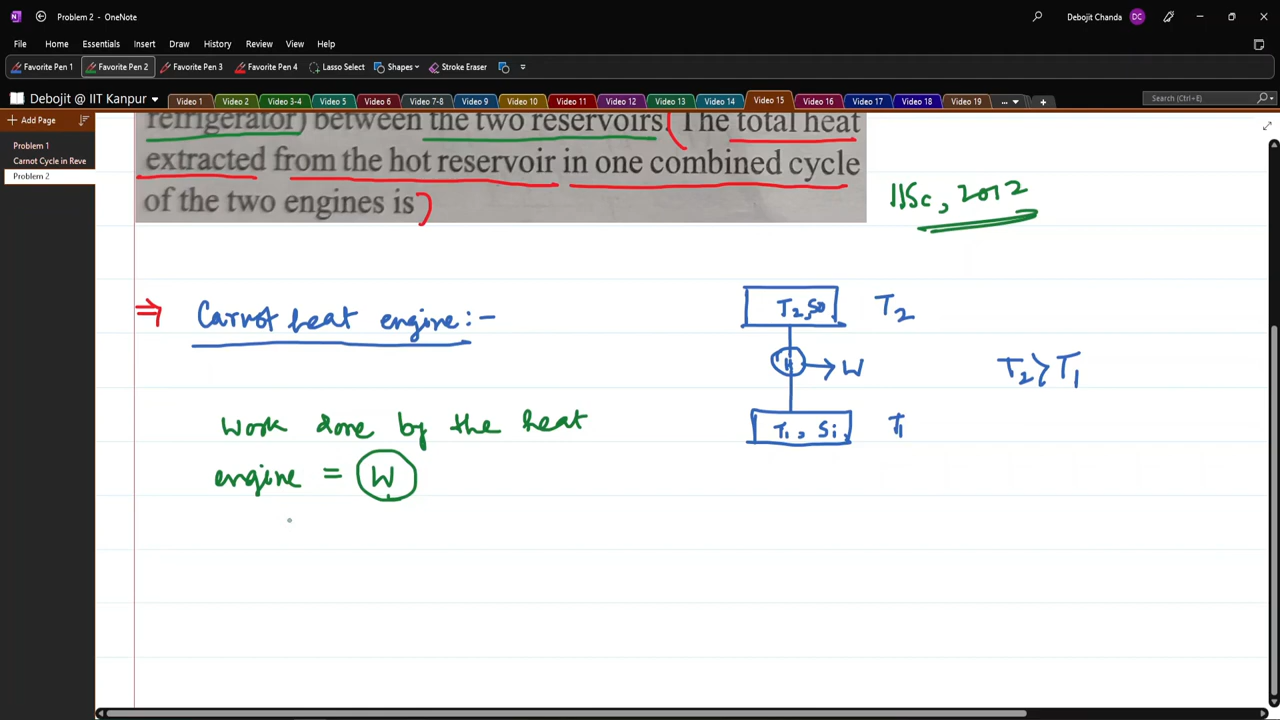 Problem 2 - OneNote
Debojit Chanda DC
File Home Essentials Insert Draw History Review View Help
Favorite Pen 1 Favorite Pen 2 Favorite Pen 3 Favorite Pen 4 Lasso Select Shapes Stroke Eraser
Debojit @ IIT Kanpur Video 1 Video 2 Video 3-4 Video 5 Video 6 Video 7-8 Video 9 Video 10 Video 11 Video 12 Video 13 Video 14 Video 15 Video 16 Video 17 Video 18 Video 19 ... Search (Ctrl+E)
Add Page
Problem 1
Carnot Cycle in Reve
Problem 2
refrigerator) between the two reservoirs. (The total heat
extracted from the hot reservoir in one combined cycle
of the two engines is)
IISc, 2012
⇒ Carnot heat engine:-
T₂, So T₂
H → W T₂ > T₁
T₁, Si T₁
Work done by the heat
engine = W